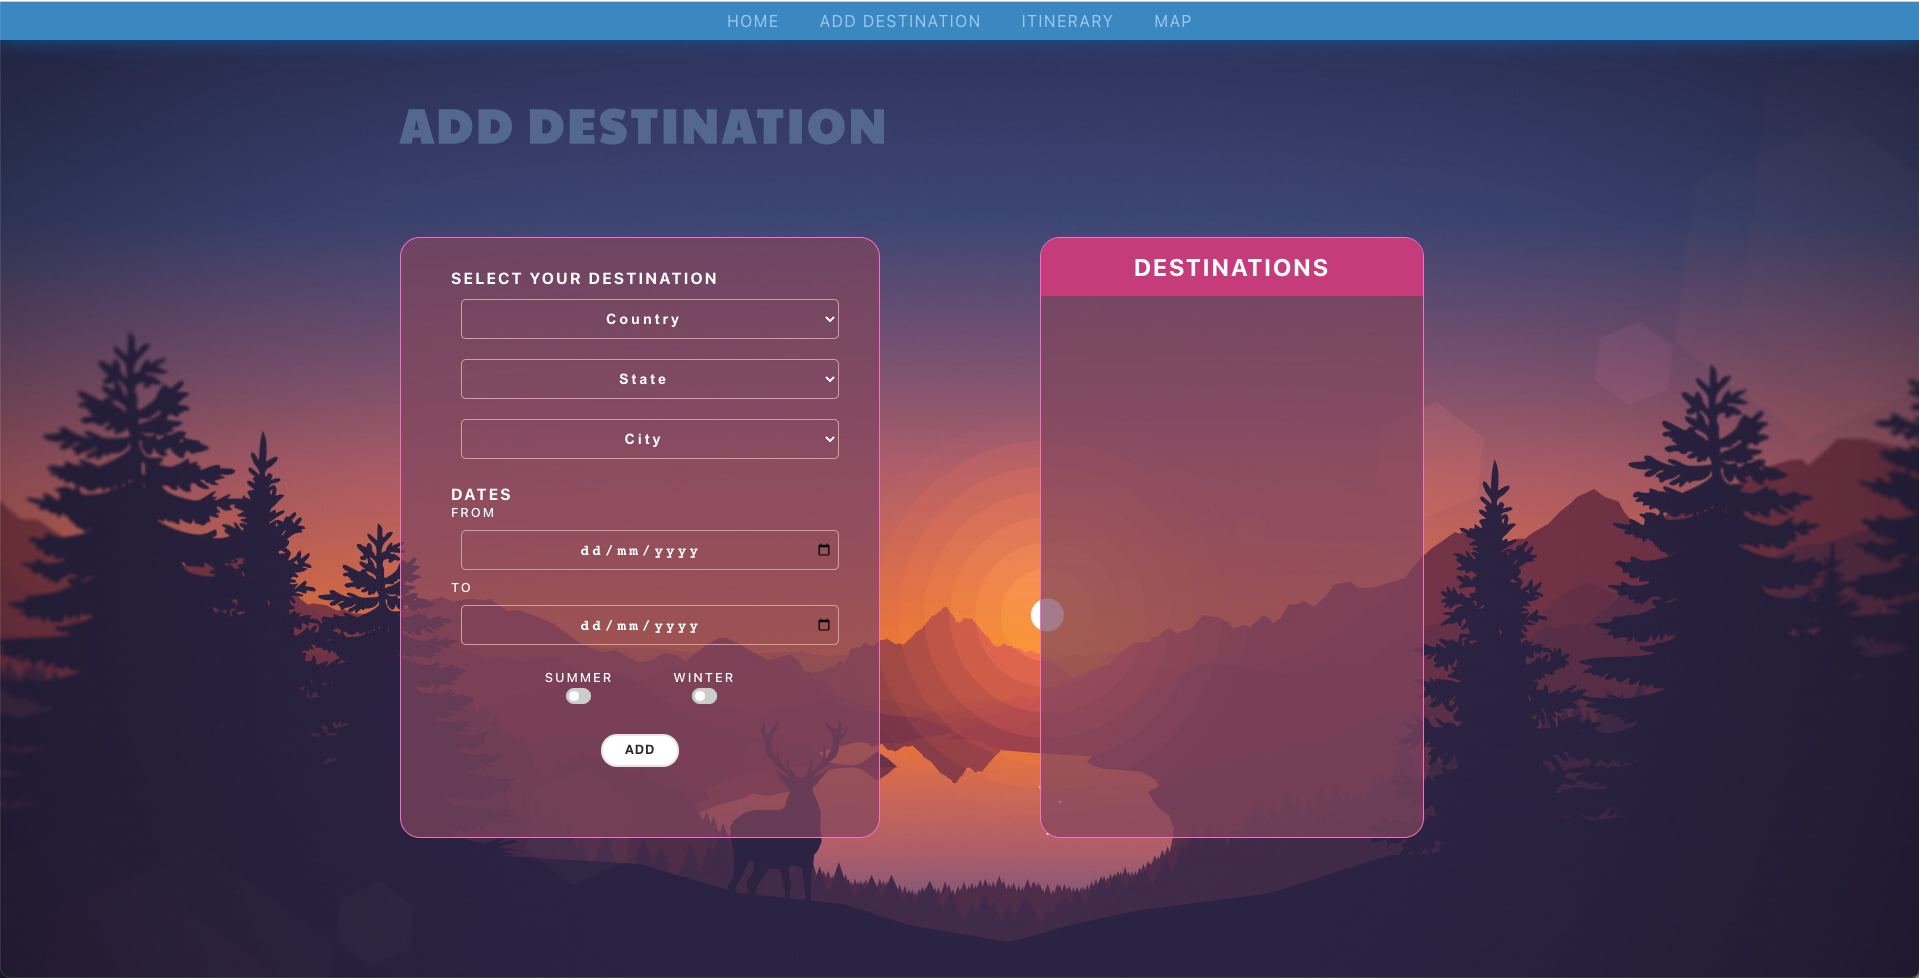 HOME ADD DESTINATION ITINERARY MAP
ADD DESTINATION
SELECT YOUR DESTINATION
Country
State
City
DATES
FROM
dd/mm/yyyy
TO
dd/mm/yyyy
SUMMER WINTER
ADD
DESTINATIONS